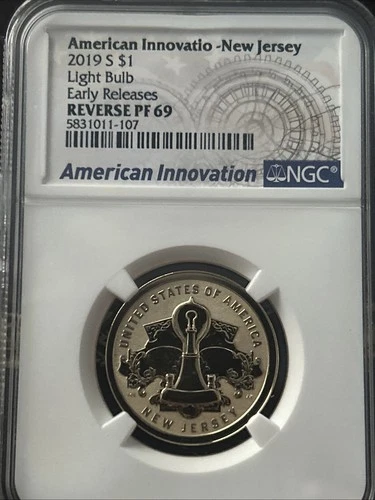 American Innovatio -New Jersey
2019 S $1
Light Bulb
Early Releases
REVERSE PF 69
5831011-107
American Innovation NGC®
UNITED STATES OF AMERICA
NEW JERSEY